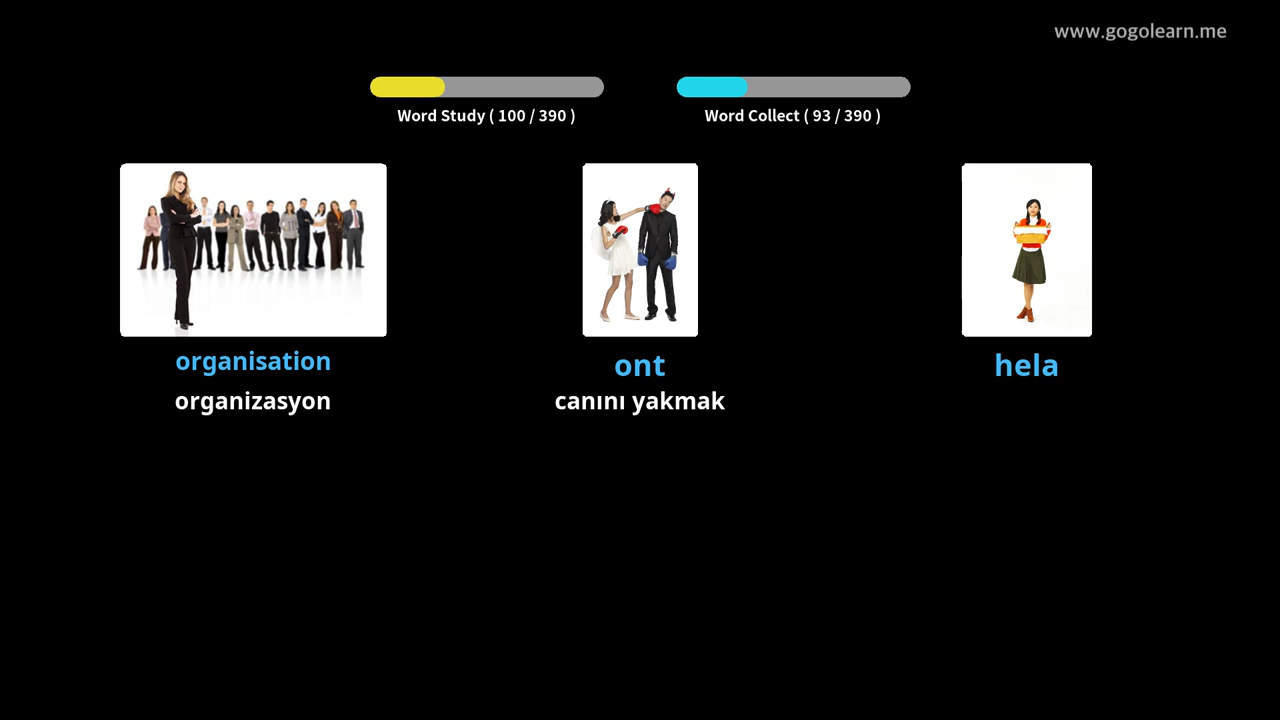 www.gogolearn.me
Word Study ( 100 / 390 )
Word Collect ( 93 / 390 )
organisation
organizasyon
ont
canını yakmak
hela